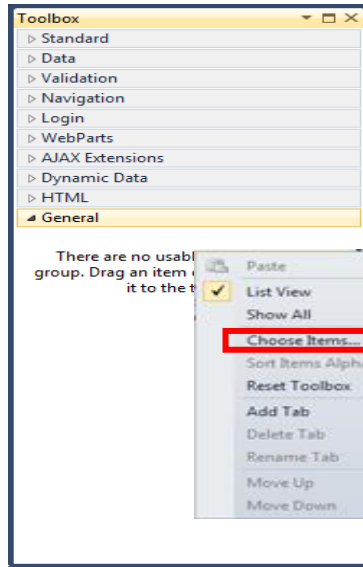 Toolbox
Standard
Data
Validation
Navigation
Login
WebParts
AJAX Extensions
Dynamic Data
HTML
General
There are no usabl
group. Drag an item
it to the t
Paste
List View
Show All
Choose Items...
Sort Items Alph
Reset Toolbox
Add Tab
Delete Tab
Rename Tab
Move Up
Move Down